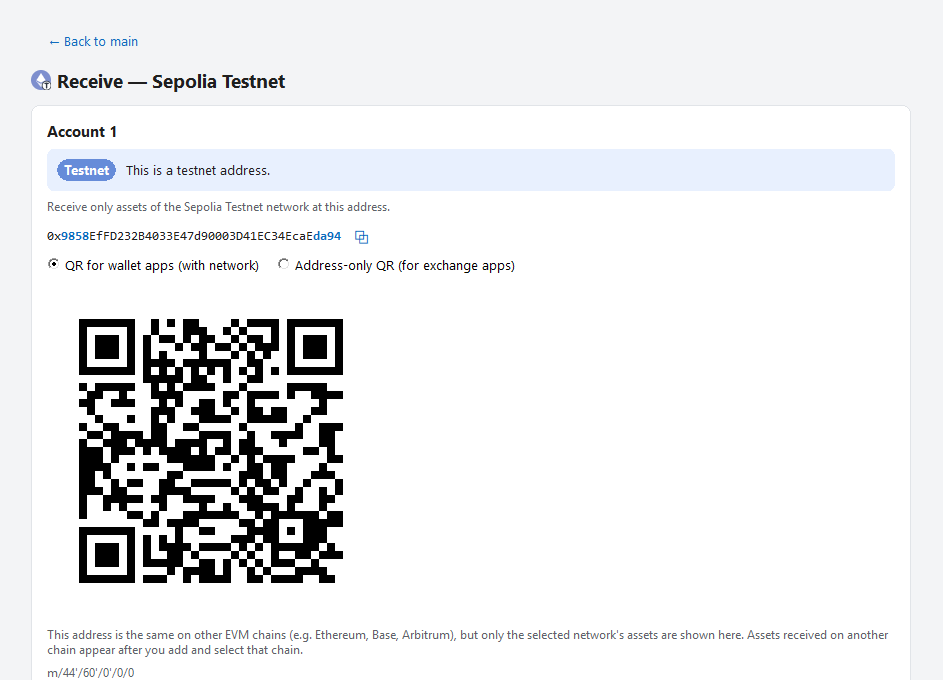 ← Back to main
Receive — Sepolia Testnet
Account 1
Testnet This is a testnet address.
Receive only assets of the Sepolia Testnet network at this address.
0x9858EfFD232B4033E47d90003D41EC34EcaEda94
QR for wallet apps (with network) Address-only QR (for exchange apps)
This address is the same on other EVM chains (e.g. Ethereum, Base, Arbitrum), but only the selected network's assets are shown here. Assets received on another
chain appear after you add and select that chain.
m/44'/60'/0'/0/0